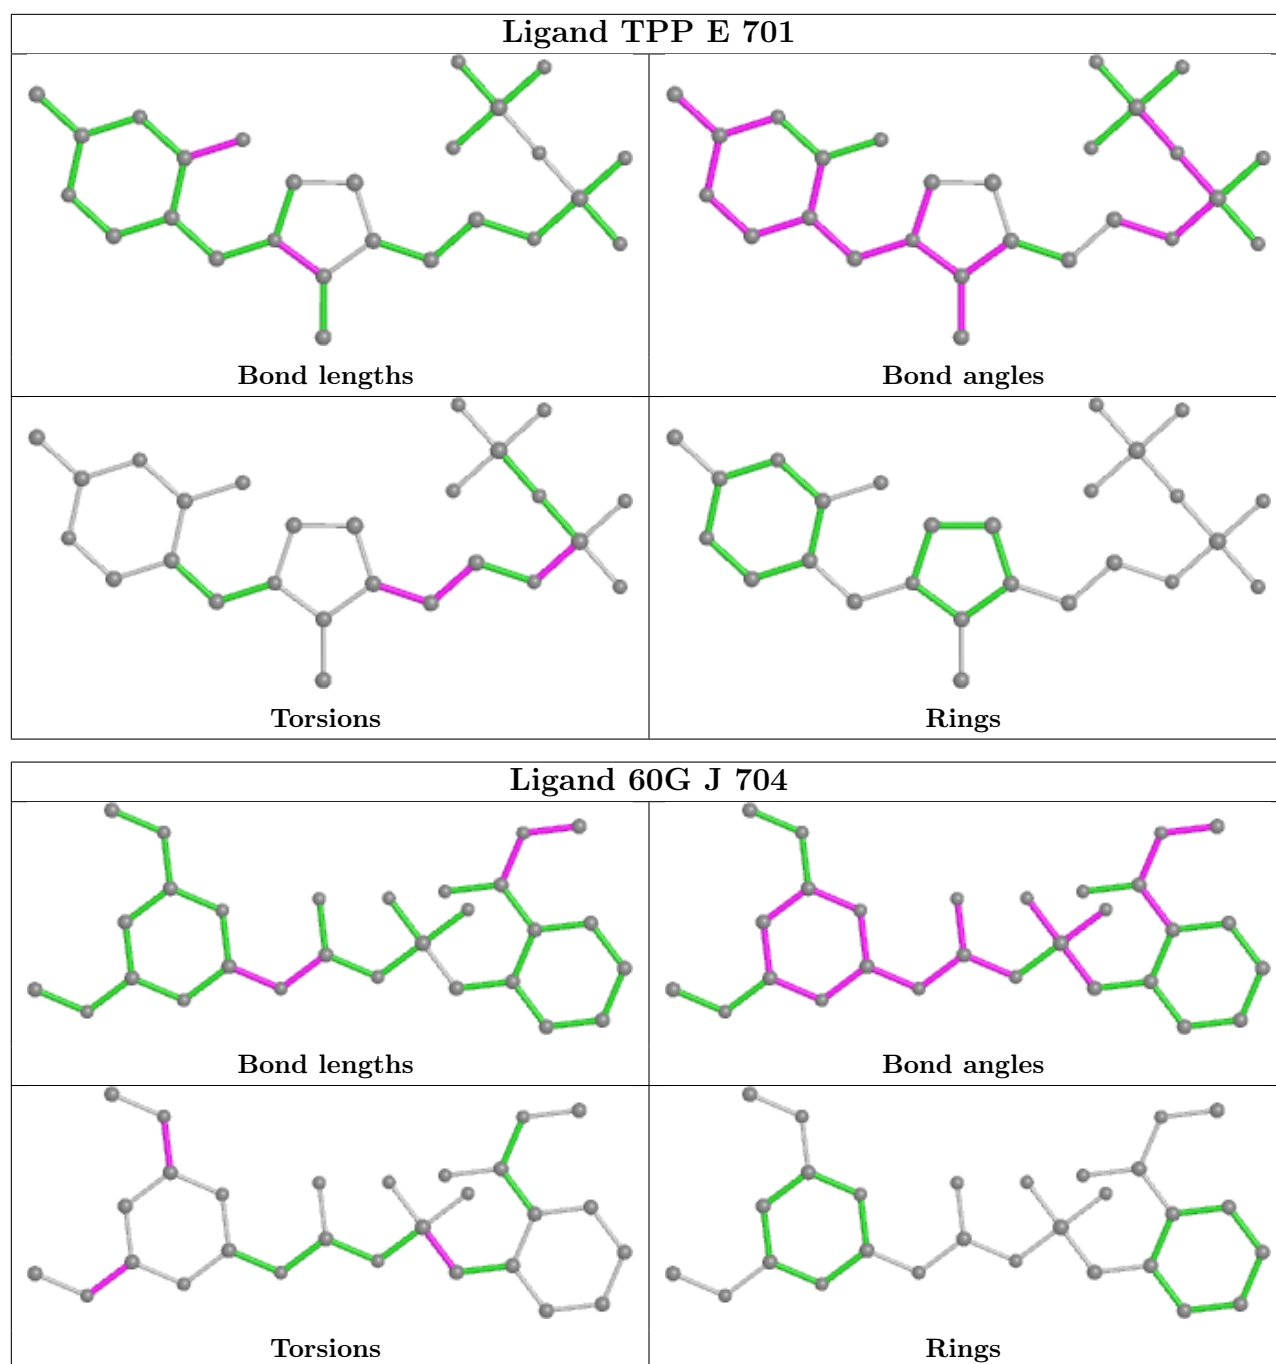 Ligand TPP E 701
Bond lengths
Bond angles
Torsions
Rings
Ligand 60G J 704
Bond lengths
Bond angles
Torsions
Rings